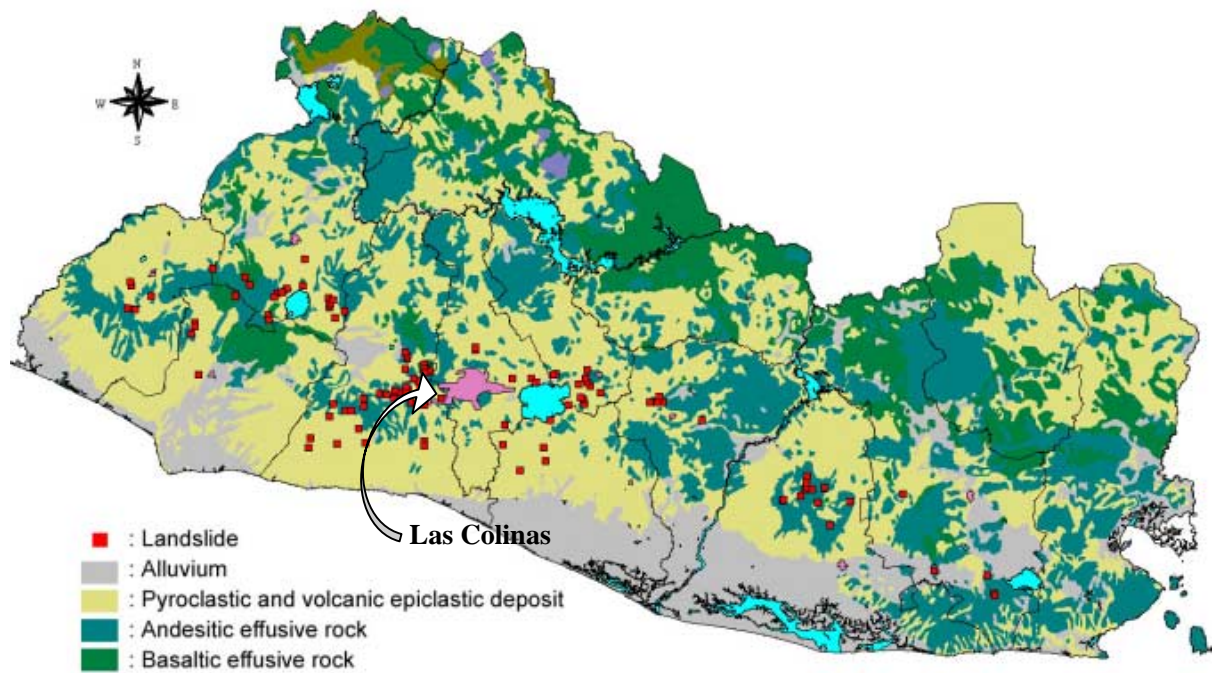 N
W E
S
Las Colinas
: Landslide
: Alluvium
: Pyroclastic and volcanic epiclastic deposit
: Andesitic effusive rock
: Basaltic effusive rock